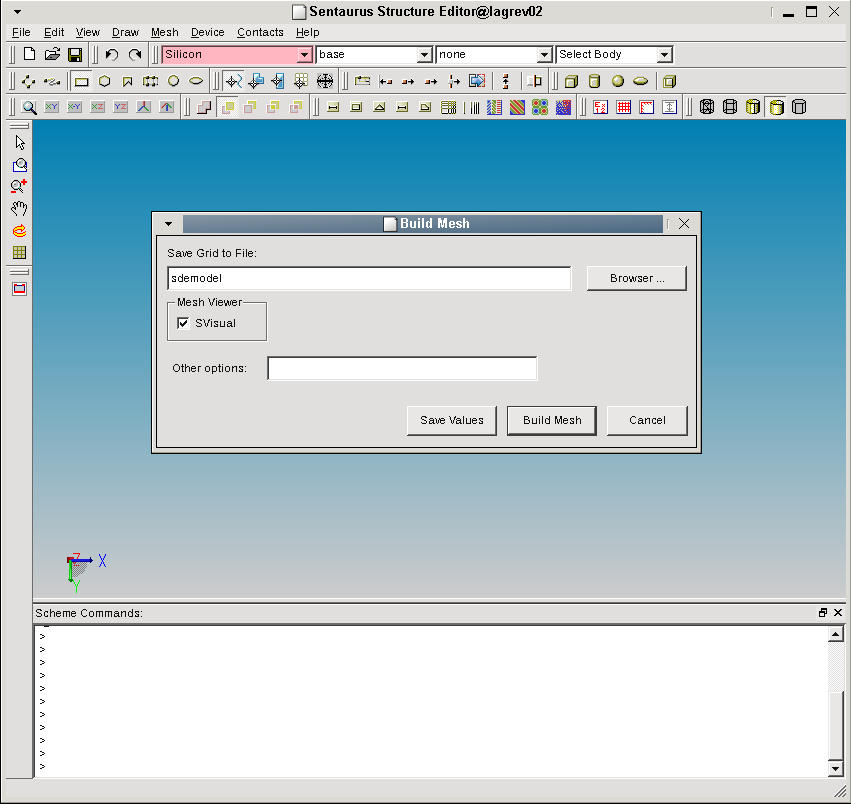 Sentaurus Structure Editor@lagrev02
File Edit View Draw Mesh Device Contacts Help
Silicon base none Select Body
XY XY XZ YZ
Build Mesh
Save Grid to File:
sdemodel Browser ...
Mesh Viewer
SVisual
Other options:
Save Values Build Mesh Cancel
Z X
Y
Scheme Commands:
>
>
>
>
>
>
>
>
>
>
>